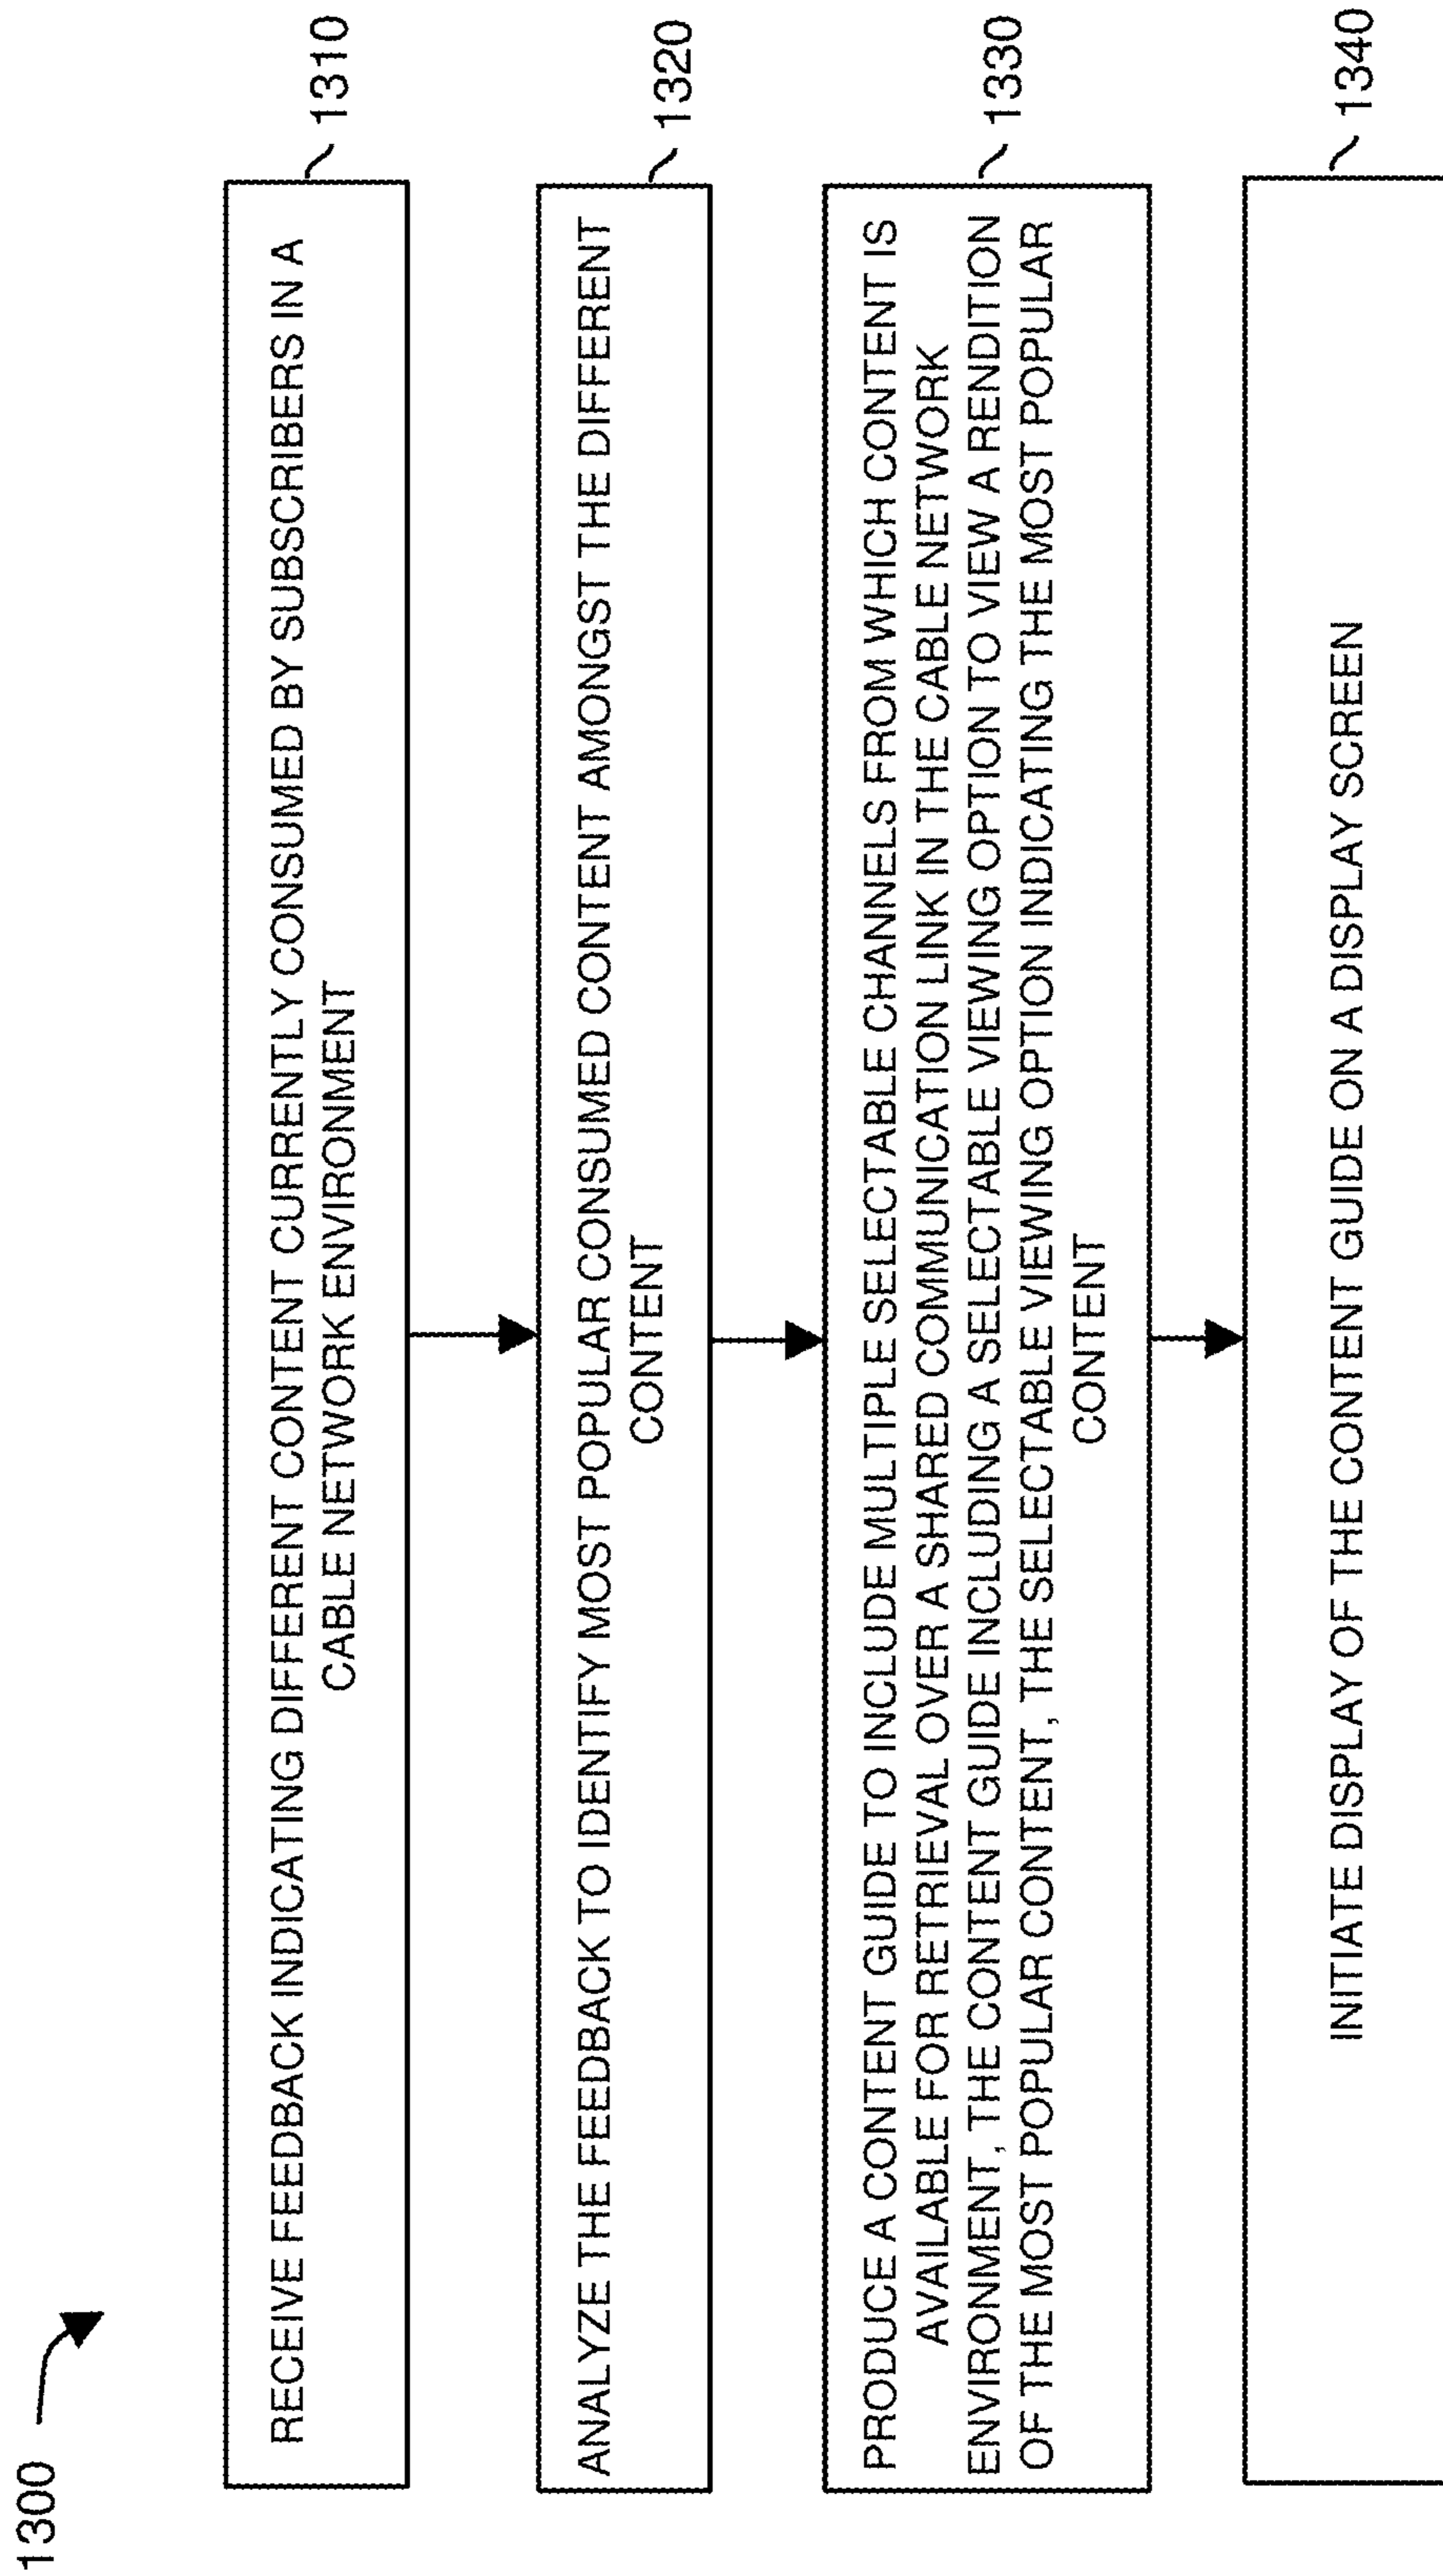 1300
RECEIVE FEEDBACK INDICATING DIFFERENT CONTENT CURRENTLY CONSUMED BY SUBSCRIBERS IN A
CABLE NETWORK ENVIRONMENT
1310
ANALYZE THE FEEDBACK TO IDENTIFY MOST POPULAR CONSUMED CONTENT AMONGST THE DIFFERENT
CONTENT
1320
PRODUCE A CONTENT GUIDE TO INCLUDE MULTIPLE SELECTABLE CHANNELS FROM WHICH CONTENT IS
AVAILABLE FOR RETRIEVAL OVER A SHARED COMMUNICATION LINK IN THE CABLE NETWORK
ENVIRONMENT, THE CONTENT GUIDE INCLUDING A SELECTABLE VIEWING OPTION TO VIEW A RENDITION
OF THE MOST POPULAR CONTENT, THE SELECTABLE VIEWING OPTION INDICATING THE MOST POPULAR
CONTENT
1330
INITIATE DISPLAY OF THE CONTENT GUIDE ON A DISPLAY SCREEN
1340